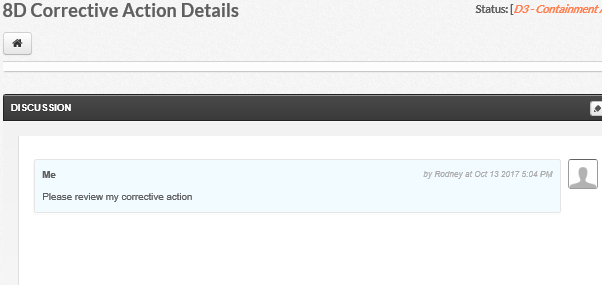 8D Corrective Action Details
Status: [D3 - Containment
DISCUSSION
Me
by Rodney at Oct 13 2017 5:04 PM
Please review my corrective action